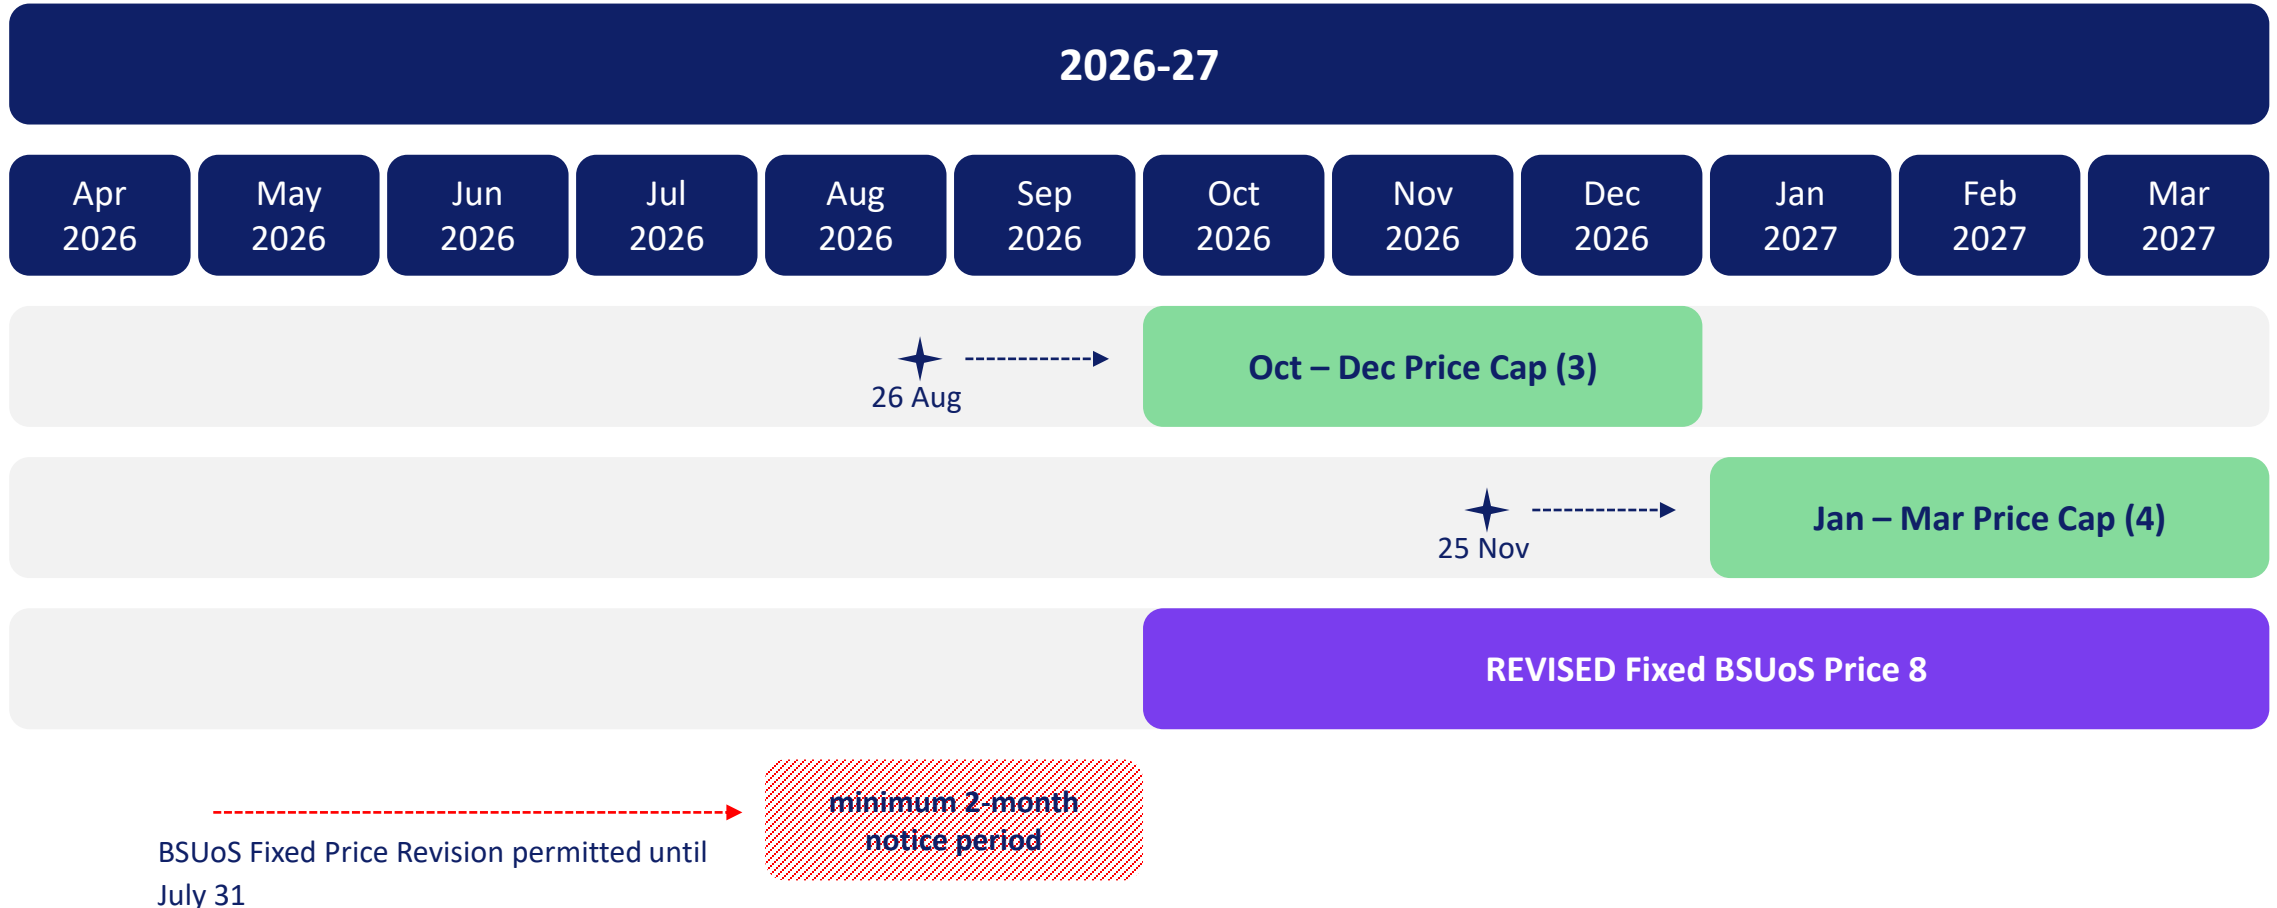 2026-27
Apr
2026
May
2026
Jun
2026
Jul
2026
Aug
2026
Sep
2026
Oct
2026
Nov
2026
Dec
2026
Jan
2027
Feb
2027
Mar
2027
26 Aug
Oct – Dec Price Cap (3)
25 Nov
Jan – Mar Price Cap (4)
REVISED Fixed BSUoS Price 8
minimum 2-month
notice period
BSUoS Fixed Price Revision permitted until
July 31